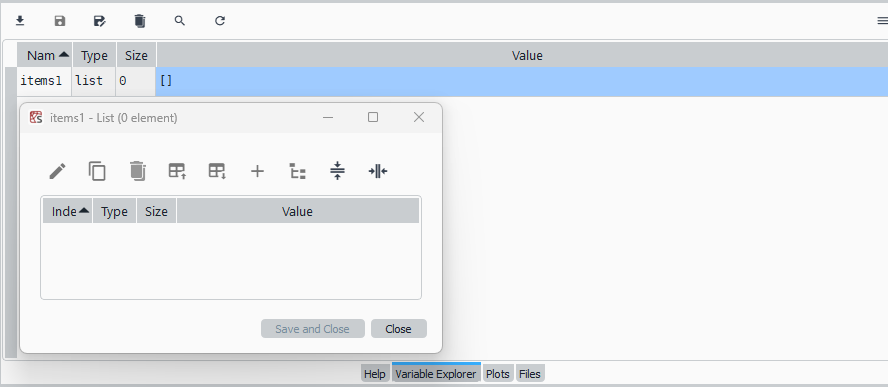 Nam Type Size Value
items1 list 0 []
items1 - List (0 element)
Inde Type Size Value
Save and Close Close
Help Variable Explorer Plots Files